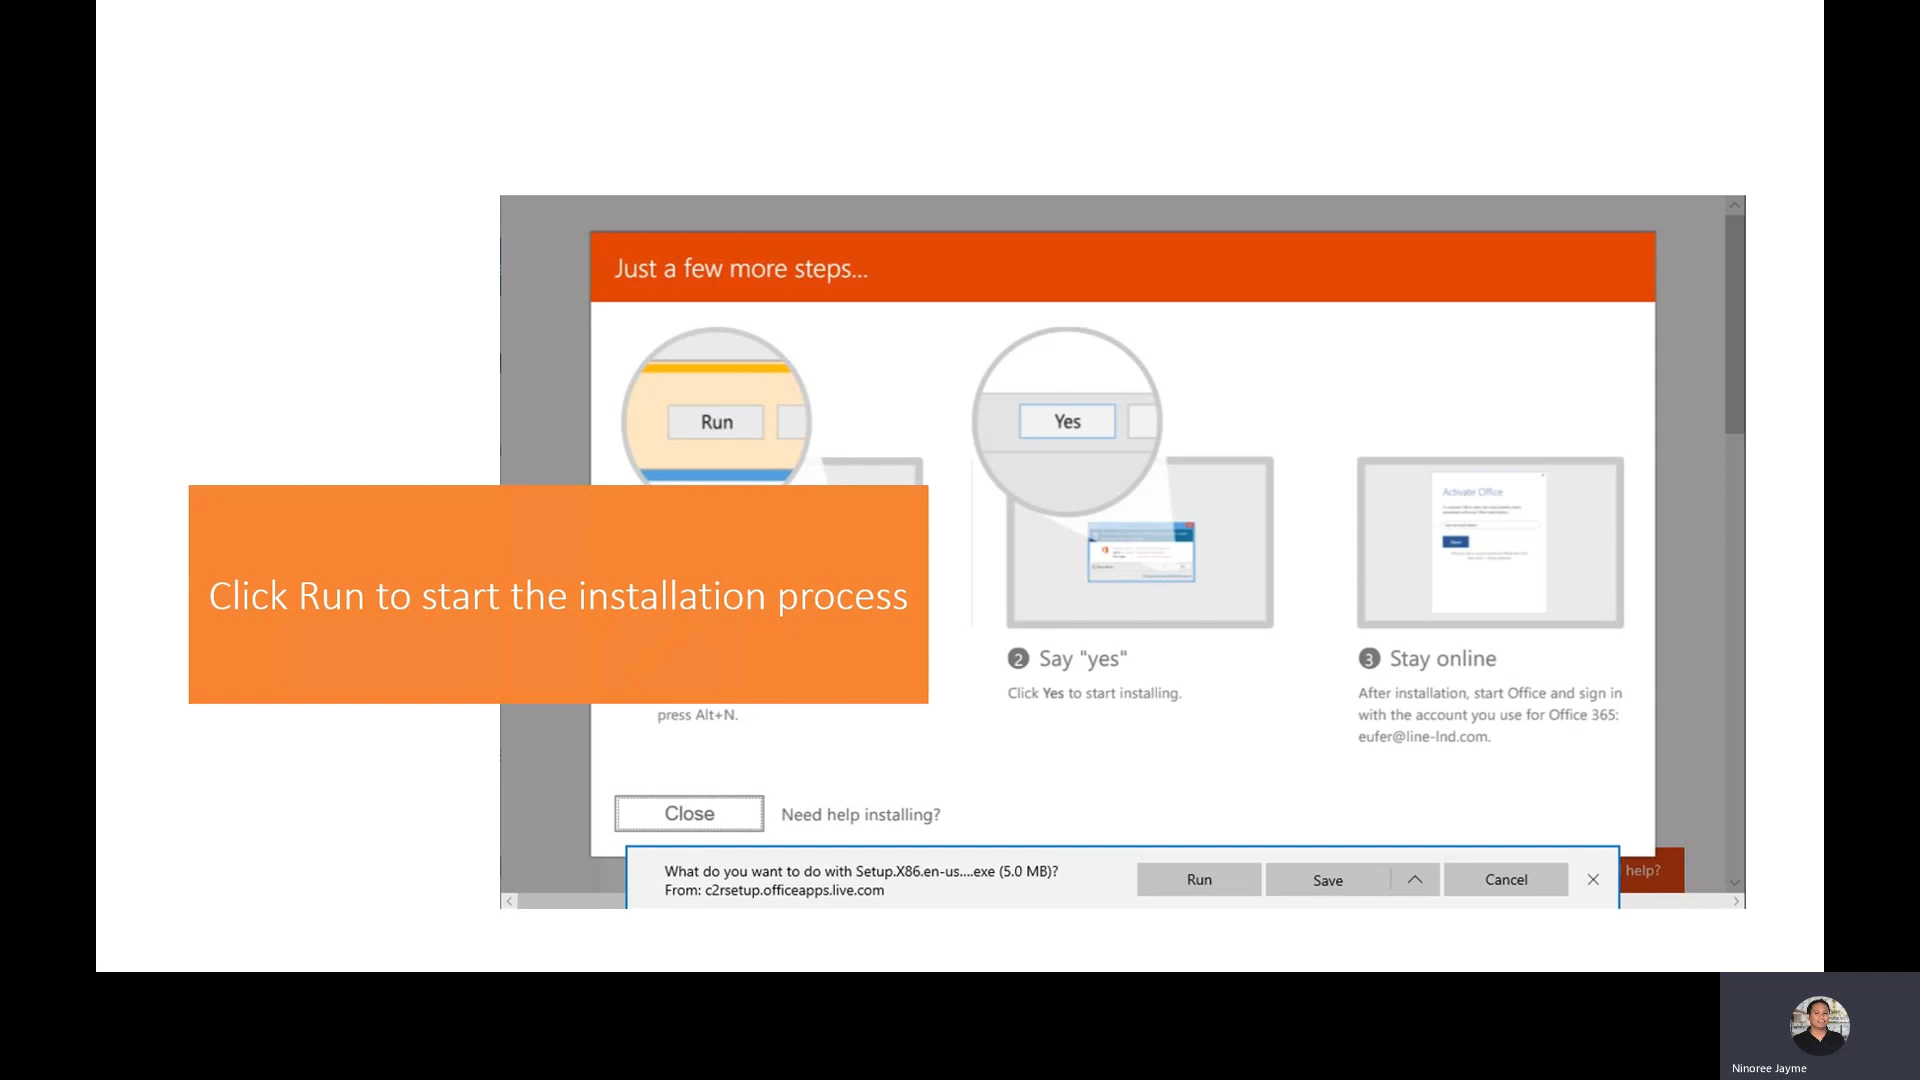 Just a few more steps...
Run
Yes
Activate Office
Click Run to start the installation process
press Alt+N.
2 Say "yes"
Click Yes to start installing.
3 Stay online
After installation, start Office and sign in
with the account you use for Office 365:
eufer@line-lnd.com.
Close
Need help installing?
What do you want to do with Setup.X86.en-us....exe (5.0 MB)?
From: c2rsetup.officeapps.live.com
Run
Save
Cancel
help?
Ninoree Jayme